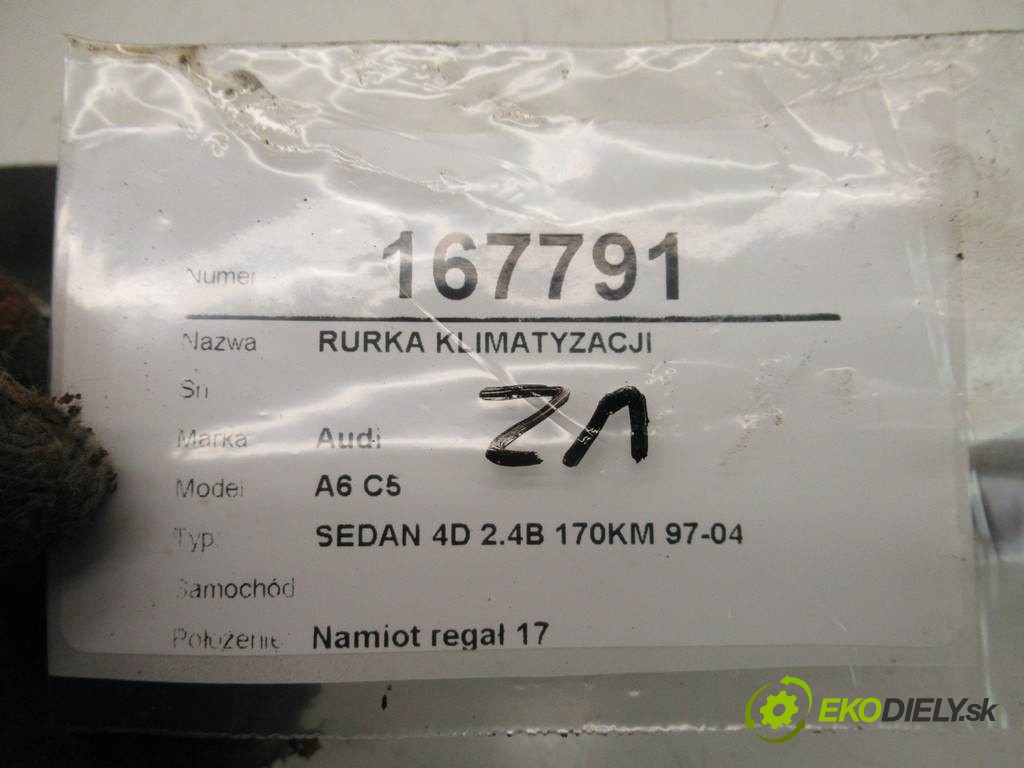 Numer 167791
Nazwa RURKA KLIMATYZACJI
Sn
Marka Audi
Model A6 C5
Typ SEDAN 4D 2.4B 170KM 97-04
Samochód
Położenie Namiot regał 17
EKODIELY.sk